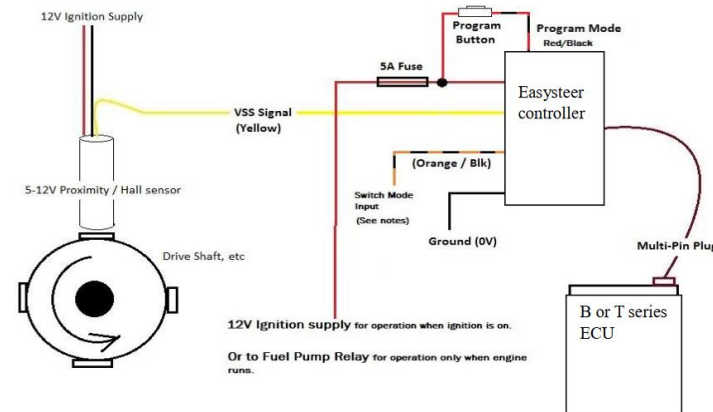 12V Ignition Supply
Program
Button
Program Mode
Red/Black
5A Fuse
Easysteer
controller
VSS Signal
(Yellow)
(Orange / Blk)
5-12V Proximity / Hall sensor
Switch Mode
Input
(See notes)
Ground (0V)
Multi-Pin Plug
Drive Shaft, etc
B or T series
ECU
12V Ignition supply for operation when ignition is on.
Or to Fuel Pump Relay for operation only when engine
runs.